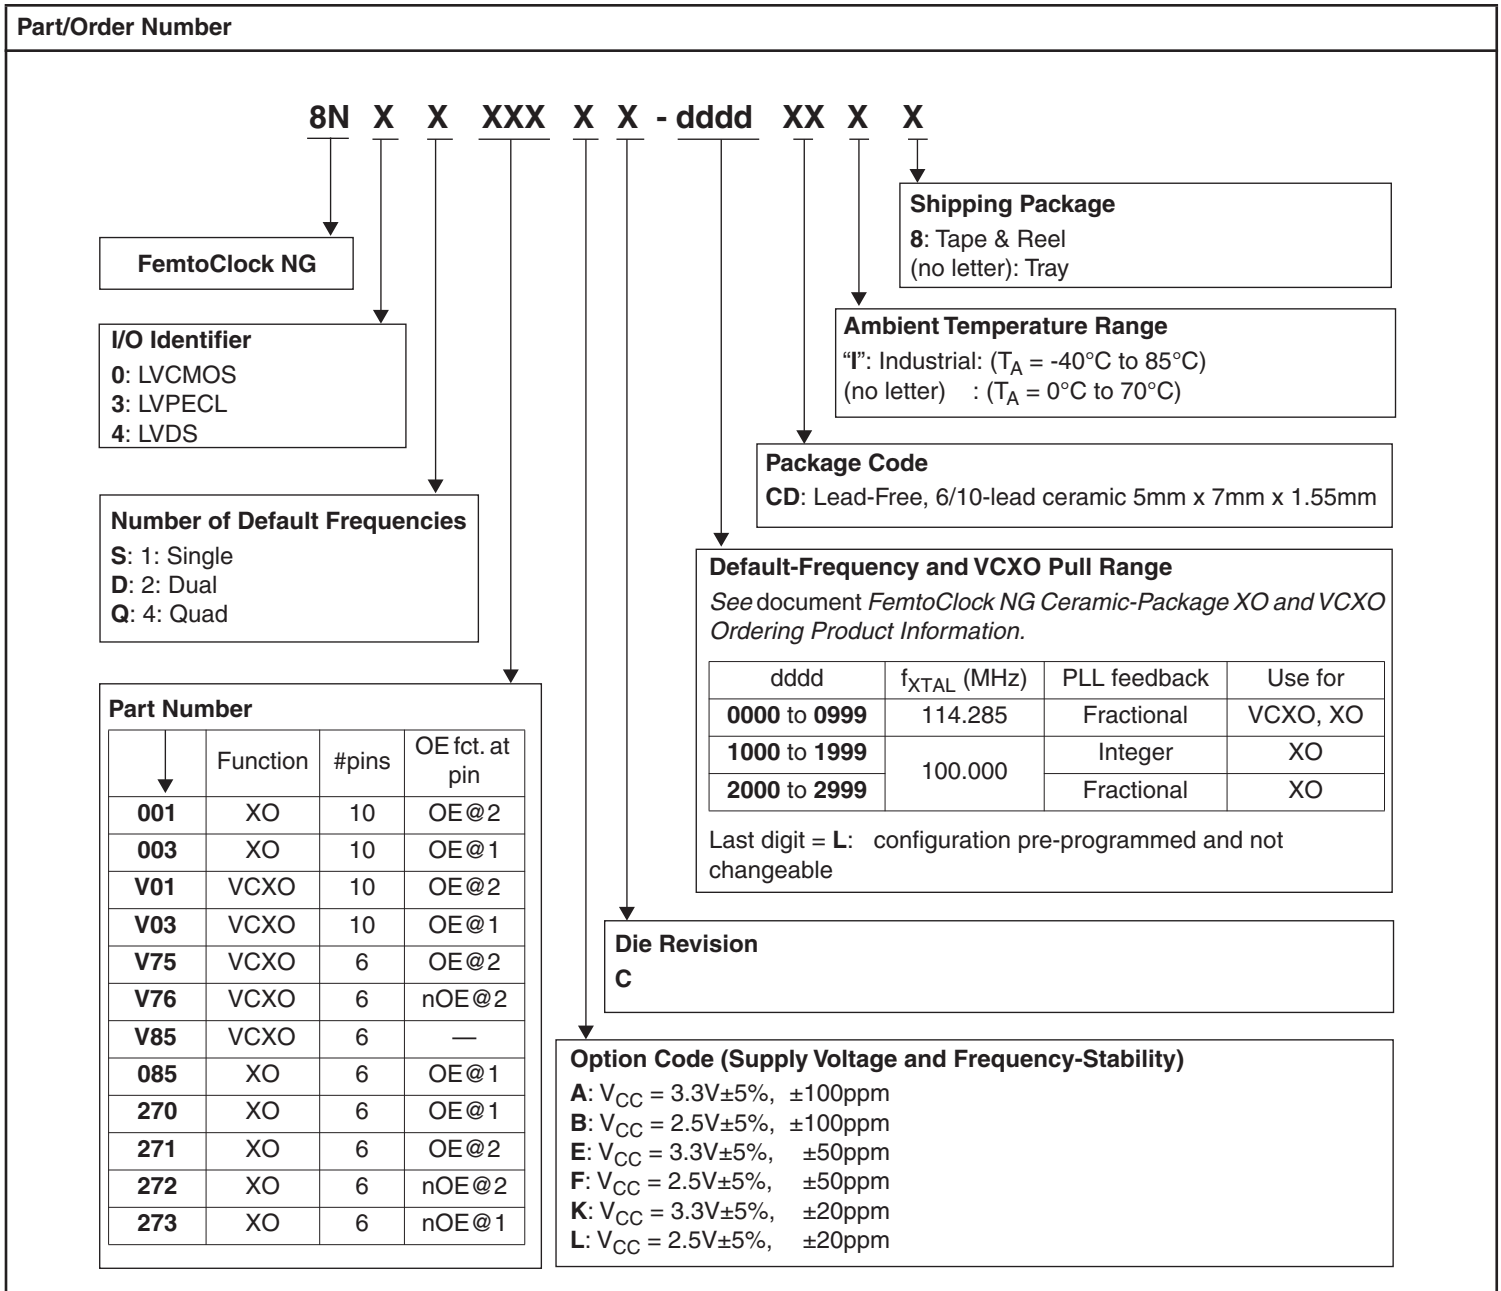 Part/Order Number
8N X X XXX X X - dddd XX X X
Shipping Package
8: Tape & Reel
(no letter): Tray
FemtoClock NG
Ambient Temperature Range
“I”: Industrial: (TA = -40°C to 85°C)
(no letter) : (TA = 0°C to 70°C)
I/O Identifier
0: LVCMOS
3: LVPECL
4: LVDS
Package Code
CD: Lead-Free, 6/10-lead ceramic 5mm x 7mm x 1.55mm
Number of Default Frequencies
S: 1: Single
D: 2: Dual
Q: 4: Quad
Default-Frequency and VCXO Pull Range
See document FemtoClock NG Ceramic-Package XO and VCXO
Ordering Product Information.
dddd fXTAL (MHz) PLL feedback Use for
0000 to 0999 114.285 Fractional VCXO, XO
1000 to 1999 100.000 Integer XO
2000 to 2999 Fractional XO
Last digit = L: configuration pre-programmed and not
changeable
Part Number
Function #pins OE fct. at
pin
001 XO 10 OE@2
003 XO 10 OE@1
V01 VCXO 10 OE@2
V03 VCXO 10 OE@1
V75 VCXO 6 OE@2
V76 VCXO 6 nOE@2
V85 VCXO 6 —
085 XO 6 OE@1
270 XO 6 OE@1
271 XO 6 OE@2
272 XO 6 nOE@2
273 XO 6 nOE@1
Die Revision
C
Option Code (Supply Voltage and Frequency-Stability)
A: VCC = 3.3V±5%, ±100ppm
B: VCC = 2.5V±5%, ±100ppm
E: VCC = 3.3V±5%, ±50ppm
F: VCC = 2.5V±5%, ±50ppm
K: VCC = 3.3V±5%, ±20ppm
L: VCC = 2.5V±5%, ±20ppm